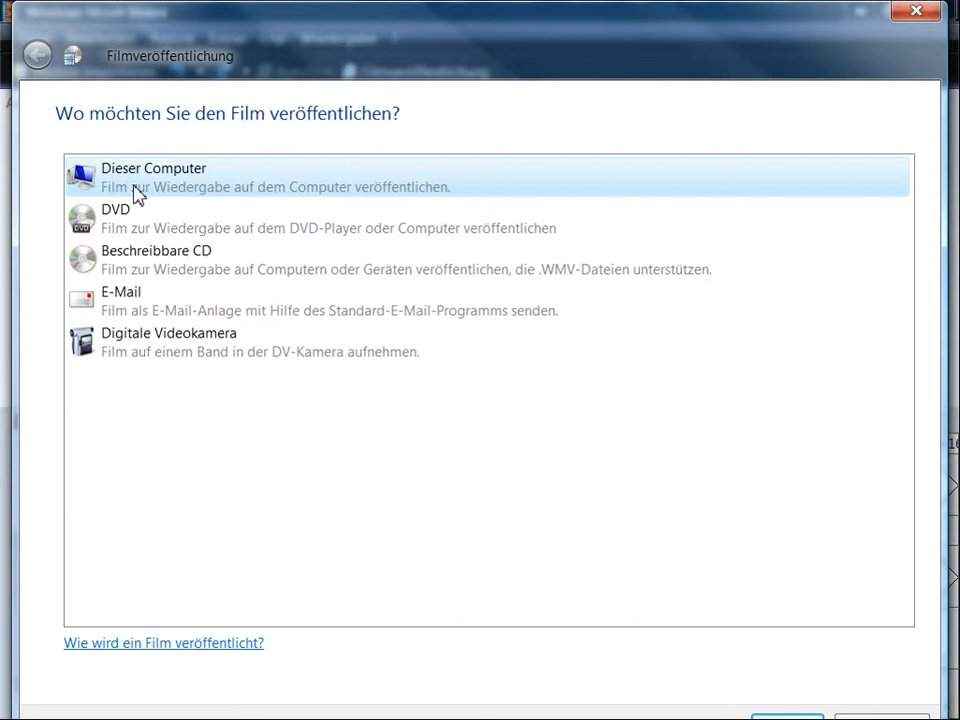 Filmveröffentlichung
Wo möchten Sie den Film veröffentlichen?
Dieser Computer
Film zur Wiedergabe auf dem Computer veröffentlichen.
DVD
Film zur Wiedergabe auf dem DVD-Player oder Computer veröffentlichen
Beschreibbare CD
Film zur Wiedergabe auf Computern oder Geräten veröffentlichen, die .WMV-Dateien unterstützen.
E-Mail
Film als E-Mail-Anlage mit Hilfe des Standard-E-Mail-Programms senden.
Digitale Videokamera
Film auf einem Band in der DV-Kamera aufnehmen.
Wie wird ein Film veröffentlicht?